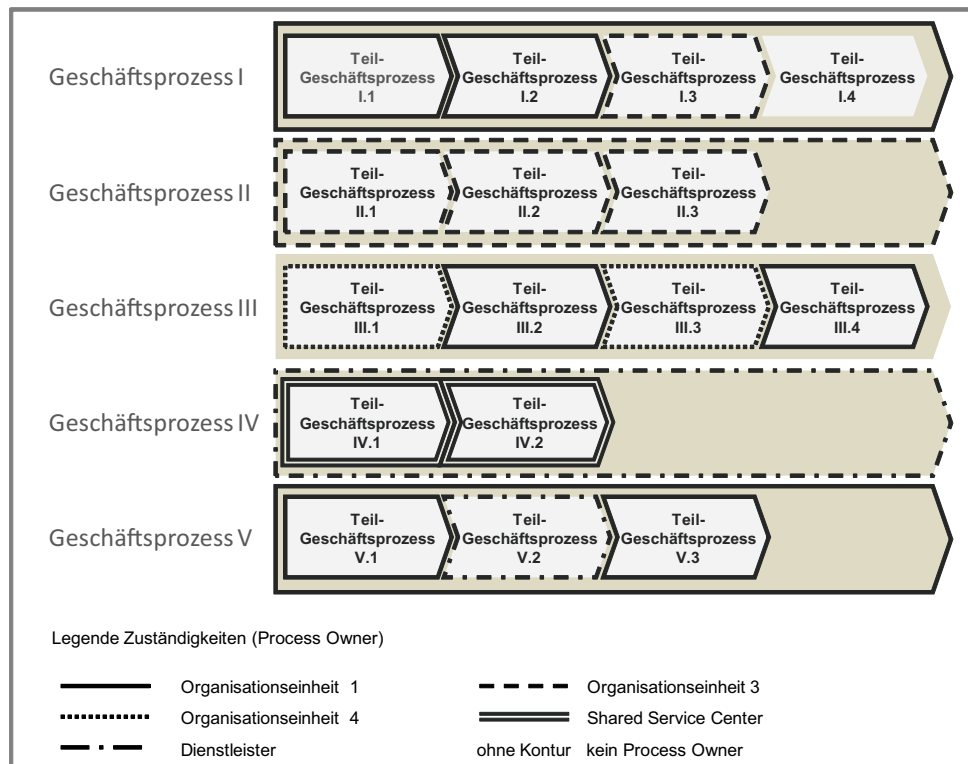 Geschäftsprozess I
Teil-
Geschäftsprozess
I.1
Teil-
Geschäftsprozess
I.2
Teil-
Geschäftsprozess
I.3
Teil-
Geschäftsprozess
I.4
Geschäftsprozess II
Teil-
Geschäftsprozess
II.1
Teil-
Geschäftsprozess
II.2
Teil-
Geschäftsprozess
II.3
Geschäftsprozess III
Teil-
Geschäftsprozess
III.1
Teil-
Geschäftsprozess
III.2
Teil-
Geschäftsprozess
III.3
Teil-
Geschäftsprozess
III.4
Geschäftsprozess IV
Teil-
Geschäftsprozess
IV.1
Teil-
Geschäftsprozess
IV.2
Geschäftsprozess V
Teil-
Geschäftsprozess
V.1
Teil-
Geschäftsprozess
V.2
Teil-
Geschäftsprozess
V.3
Legende Zuständigkeiten (Process Owner)
Organisationseinheit 1
Organisationseinheit 3
Organisationseinheit 4
Shared Service Center
Dienstleister
ohne Kontur kein Process Owner